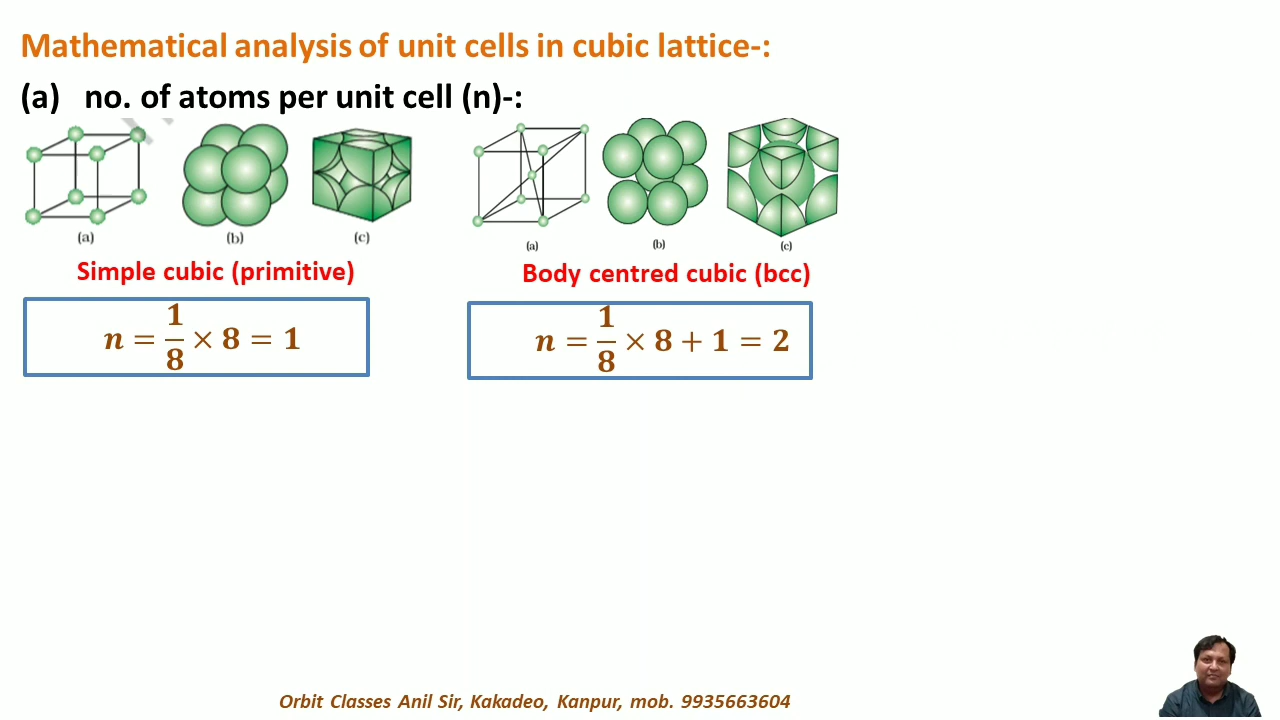 Mathematical analysis of unit cells in cubic lattice-:
(a) no. of atoms per unit cell (n)-:
(a) (b) (c)
(a) (b) (c)
Simple cubic (primitive)
Body centred cubic (bcc)
n = 1/8 × 8 = 1
n = 1/8 × 8 + 1 = 2
Orbit Classes Anil Sir, Kakadeo, Kanpur, mob. 9935663604